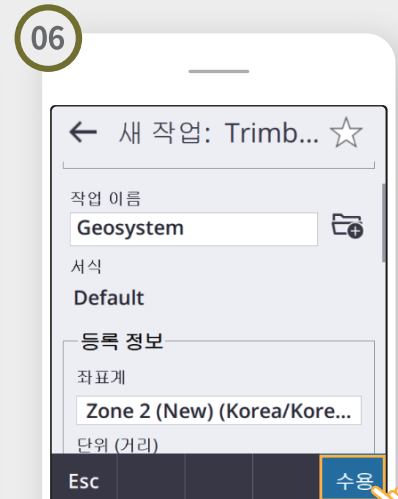 06
새 작업: Trimb...
작업 이름
Geosystem
서식
Default
등록 정보
좌표계
Zone 2 (New) (Korea/Kore...
단위 (거리)
Esc
수용